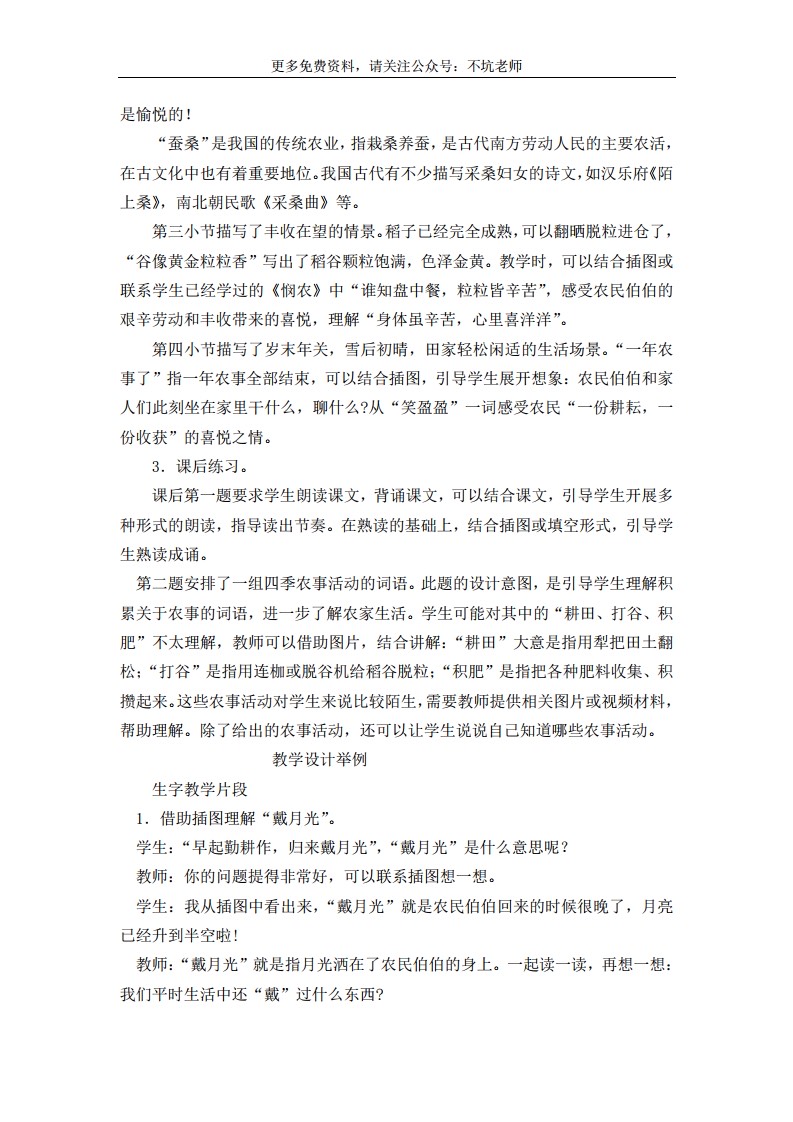 更多免费资料，请关注公众号：不坑老师
是愉悦的！
“蚕桑”是我国的传统农业，指栽桑养蚕，是古代南方劳动人民的主要农活，
在古文化中也有着重要地位。我国古代有不少描写采桑妇女的诗文，如汉乐府《陌
上桑》，南北朝民歌《采桑曲》等。
第三小节描写了丰收在望的情景。稻子已经完全成熟，可以翻晒脱粒进仓了，
“谷像黄金粒粒香”写出了稻谷颗粒饱满，色泽金黄。教学时，可以结合插图或
联系学生已经学过的《悯农》中“谁知盘中餐，粒粒皆辛苦”，感受农民伯伯的
艰辛劳动和丰收带来的喜悦，理解“身体虽辛苦，心里喜洋洋”。
第四小节描写了岁末年关，雪后初晴，田家轻松闲适的生活场景。“一年农
事了”指一年农事全部结束，可以结合插图，引导学生展开想象：农民伯伯和家
人们此刻坐在家里干什么，聊什么?从“笑盈盈”一词感受农民“一份耕耘，一
份收获”的喜悦之情。
3．课后练习。
课后第一题要求学生朗读课文，背诵课文，可以结合课文，引导学生开展多
种形式的朗读，指导读出节奏。在熟读的基础上，结合插图或填空形式，引导学
生熟读成诵。
第二题安排了一组四季农事活动的词语。此题的设计意图，是引导学生理解积
累关于农事的词语，进一步了解农家生活。学生可能对其中的“耕田、打谷、积
肥”不太理解，教师可以借助图片，结合讲解：“耕田”大意是指用犁把田土翻
松；“打谷”是指用连枷或脱谷机给稻谷脱粒；“积肥”是指把各种肥料收集、积
攒起来。这些农事活动对学生来说比较陌生，需要教师提供相关图片或视频材料，
帮助理解。除了给出的农事活动，还可以让学生说说自己知道哪些农事活动。
教学设计举例
生字教学片段
1．借助插图理解“戴月光”。
学生：“早起勤耕作，归来戴月光”，“戴月光”是什么意思呢？
教师：你的问题提得非常好，可以联系插图想一想。
学生：我从插图中看出来，“戴月光”就是农民伯伯回来的时候很晚了，月亮
已经升到半空啦!
教师：“戴月光”就是指月光洒在了农民伯伯的身上。一起读一读，再想一想：
我们平时生活中还“戴”过什么东西?